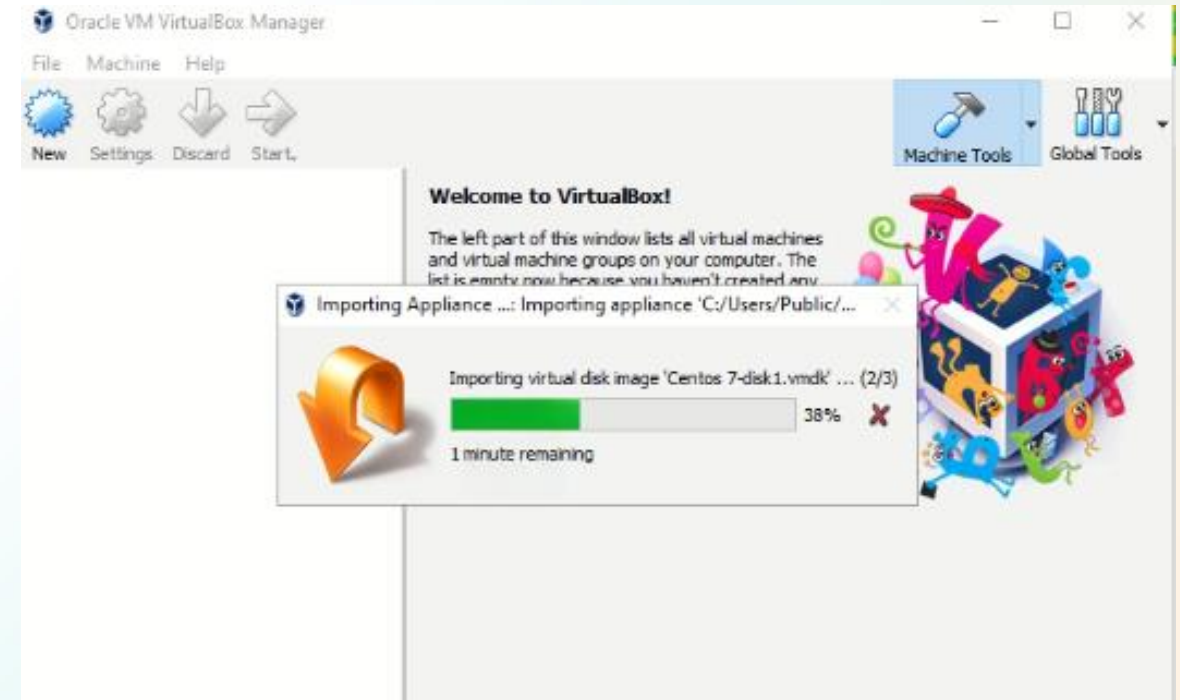 Oracle VM VirtualBox Manager
File Machine Help
New Settings Discard Start
Machine Tools Global Tools
Welcome to VirtualBox!
The left part of this window lists all virtual machines
and virtual machine groups on your computer. The
list is empty now because you haven't created any
Importing Appliance ...: Importing appliance 'C:/Users/Public/...
Importing virtual disk image 'Centos 7-disk1.vmdk' ... (2/3)
38%
1 minute remaining